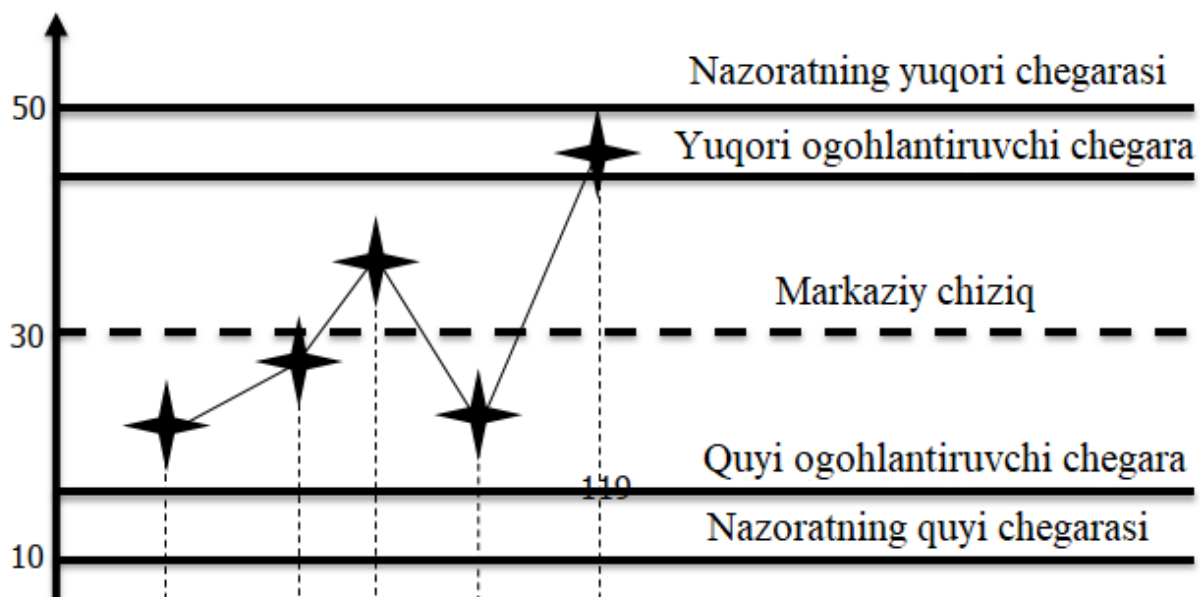 Nazoratning yuqori chegarasi
50
Yuqori ogohlantiruvchi chegara
Markaziy chiziq
30
Quyi ogohlantiruvchi chegara
119
Nazoratning quyi chegarasi
10